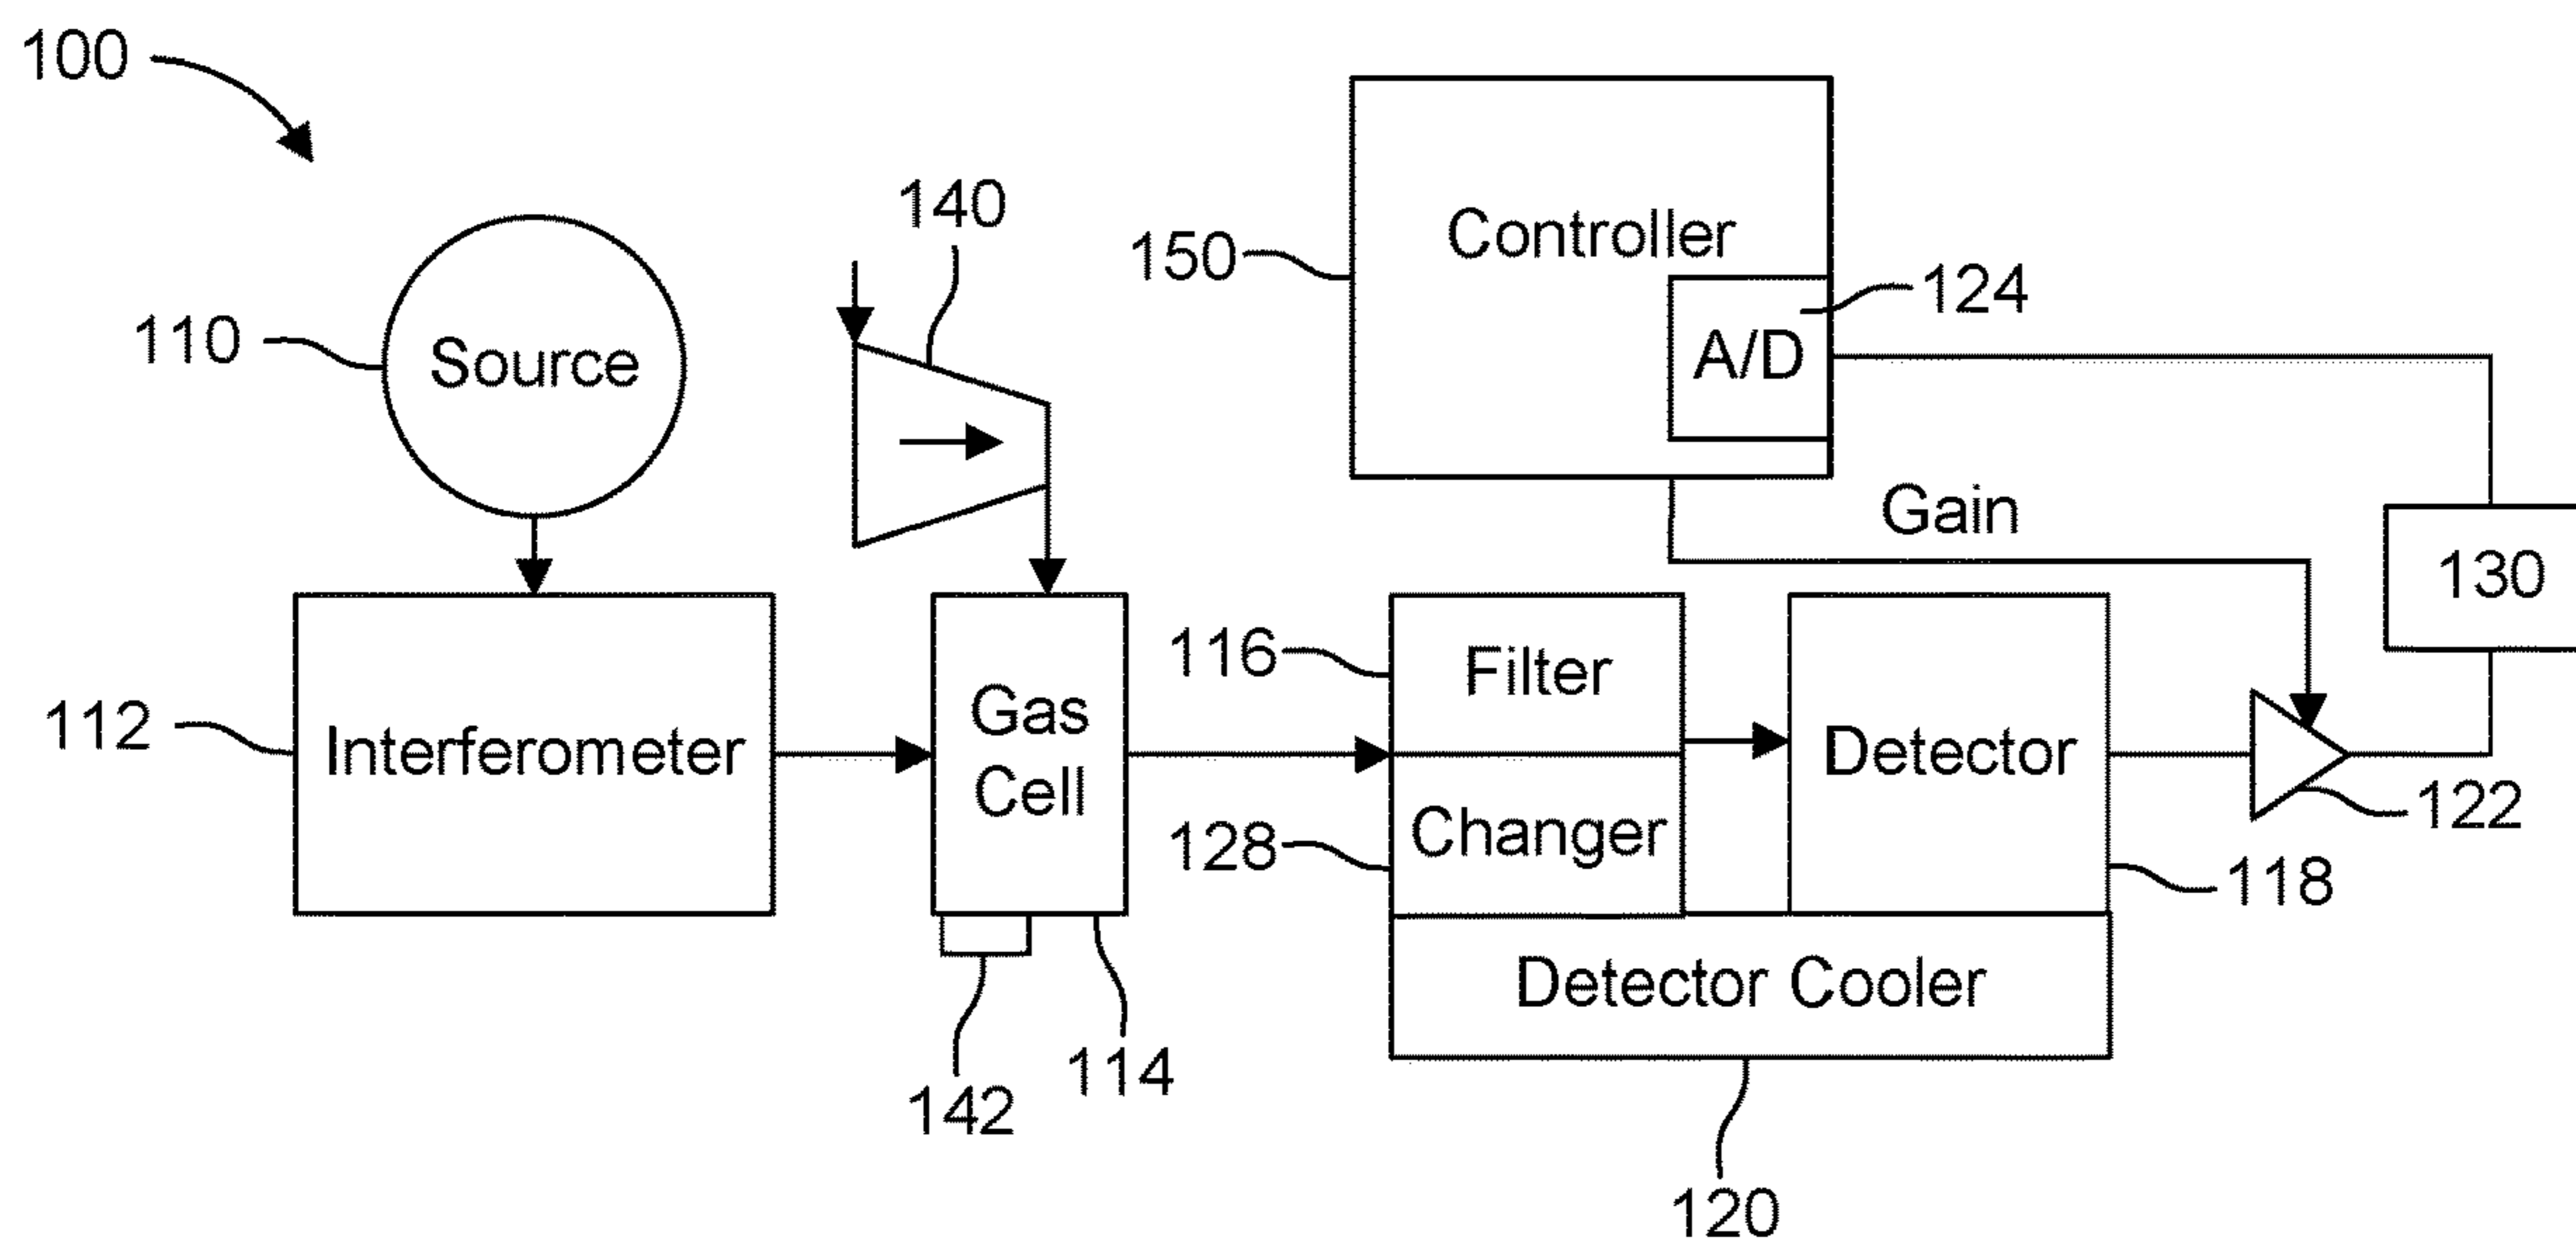 100
140
Controller
150
124
110
Source
A/D
Gain
130
116
Filter
Gas
Cell
112
Interferometer
Detector
122
128
Changer
118
Detector Cooler
114
142
120